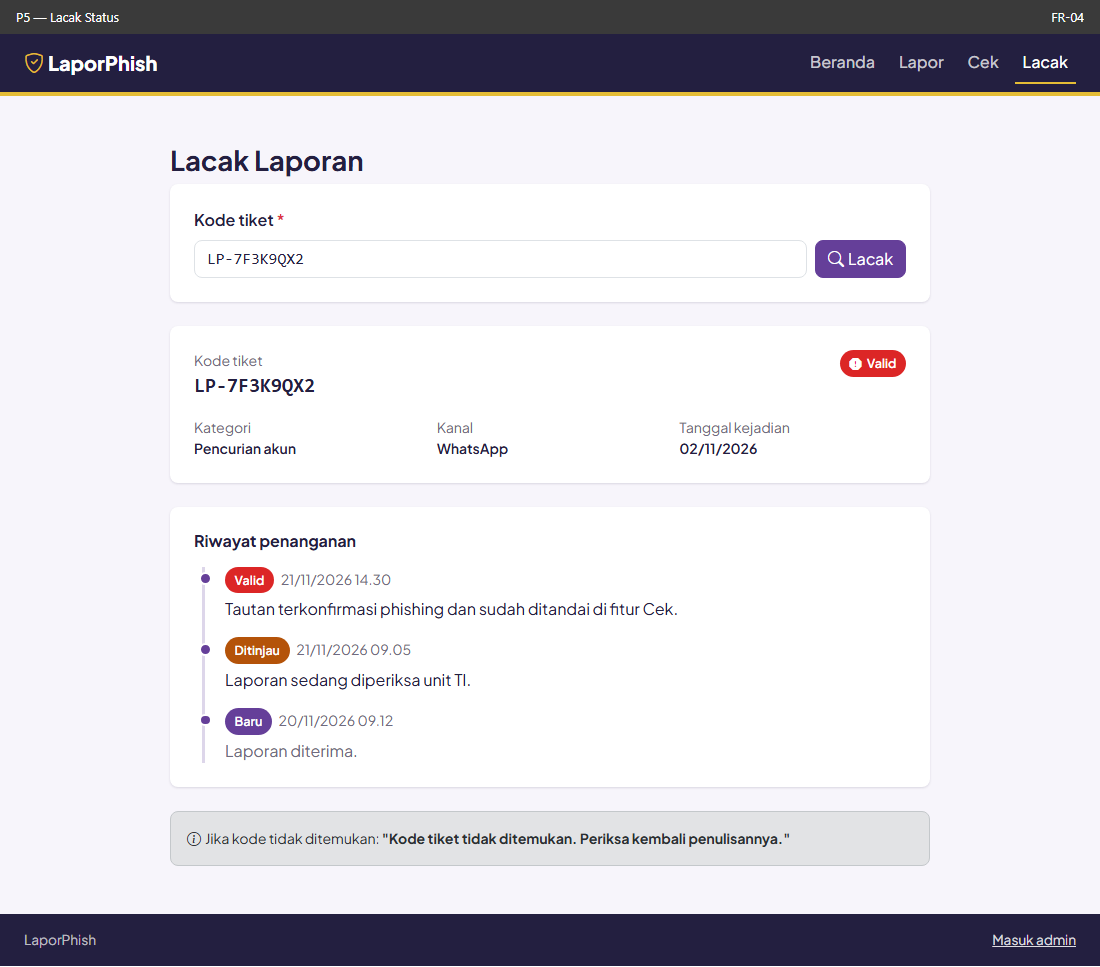 P5 — Lacak Status
FR-04
LaporPhish
Beranda
Lapor
Cek
Lacak
Lacak Laporan
Kode tiket *
LP-7F3K9QX2
Lacak
Kode tiket
Valid
LP-7F3K9QX2
Kategori
Kanal
Tanggal kejadian
Pencurian akun
WhatsApp
02/11/2026
Riwayat penanganan
Valid 21/11/2026 14.30
Tautan terkonfirmasi phishing dan sudah ditandai di fitur Cek.
Ditinjau 21/11/2026 09.05
Laporan sedang diperiksa unit TI.
Baru 20/11/2026 09.12
Laporan diterima.
Jika kode tidak ditemukan: "Kode tiket tidak ditemukan. Periksa kembali penulisannya."
LaporPhish
Masuk admin